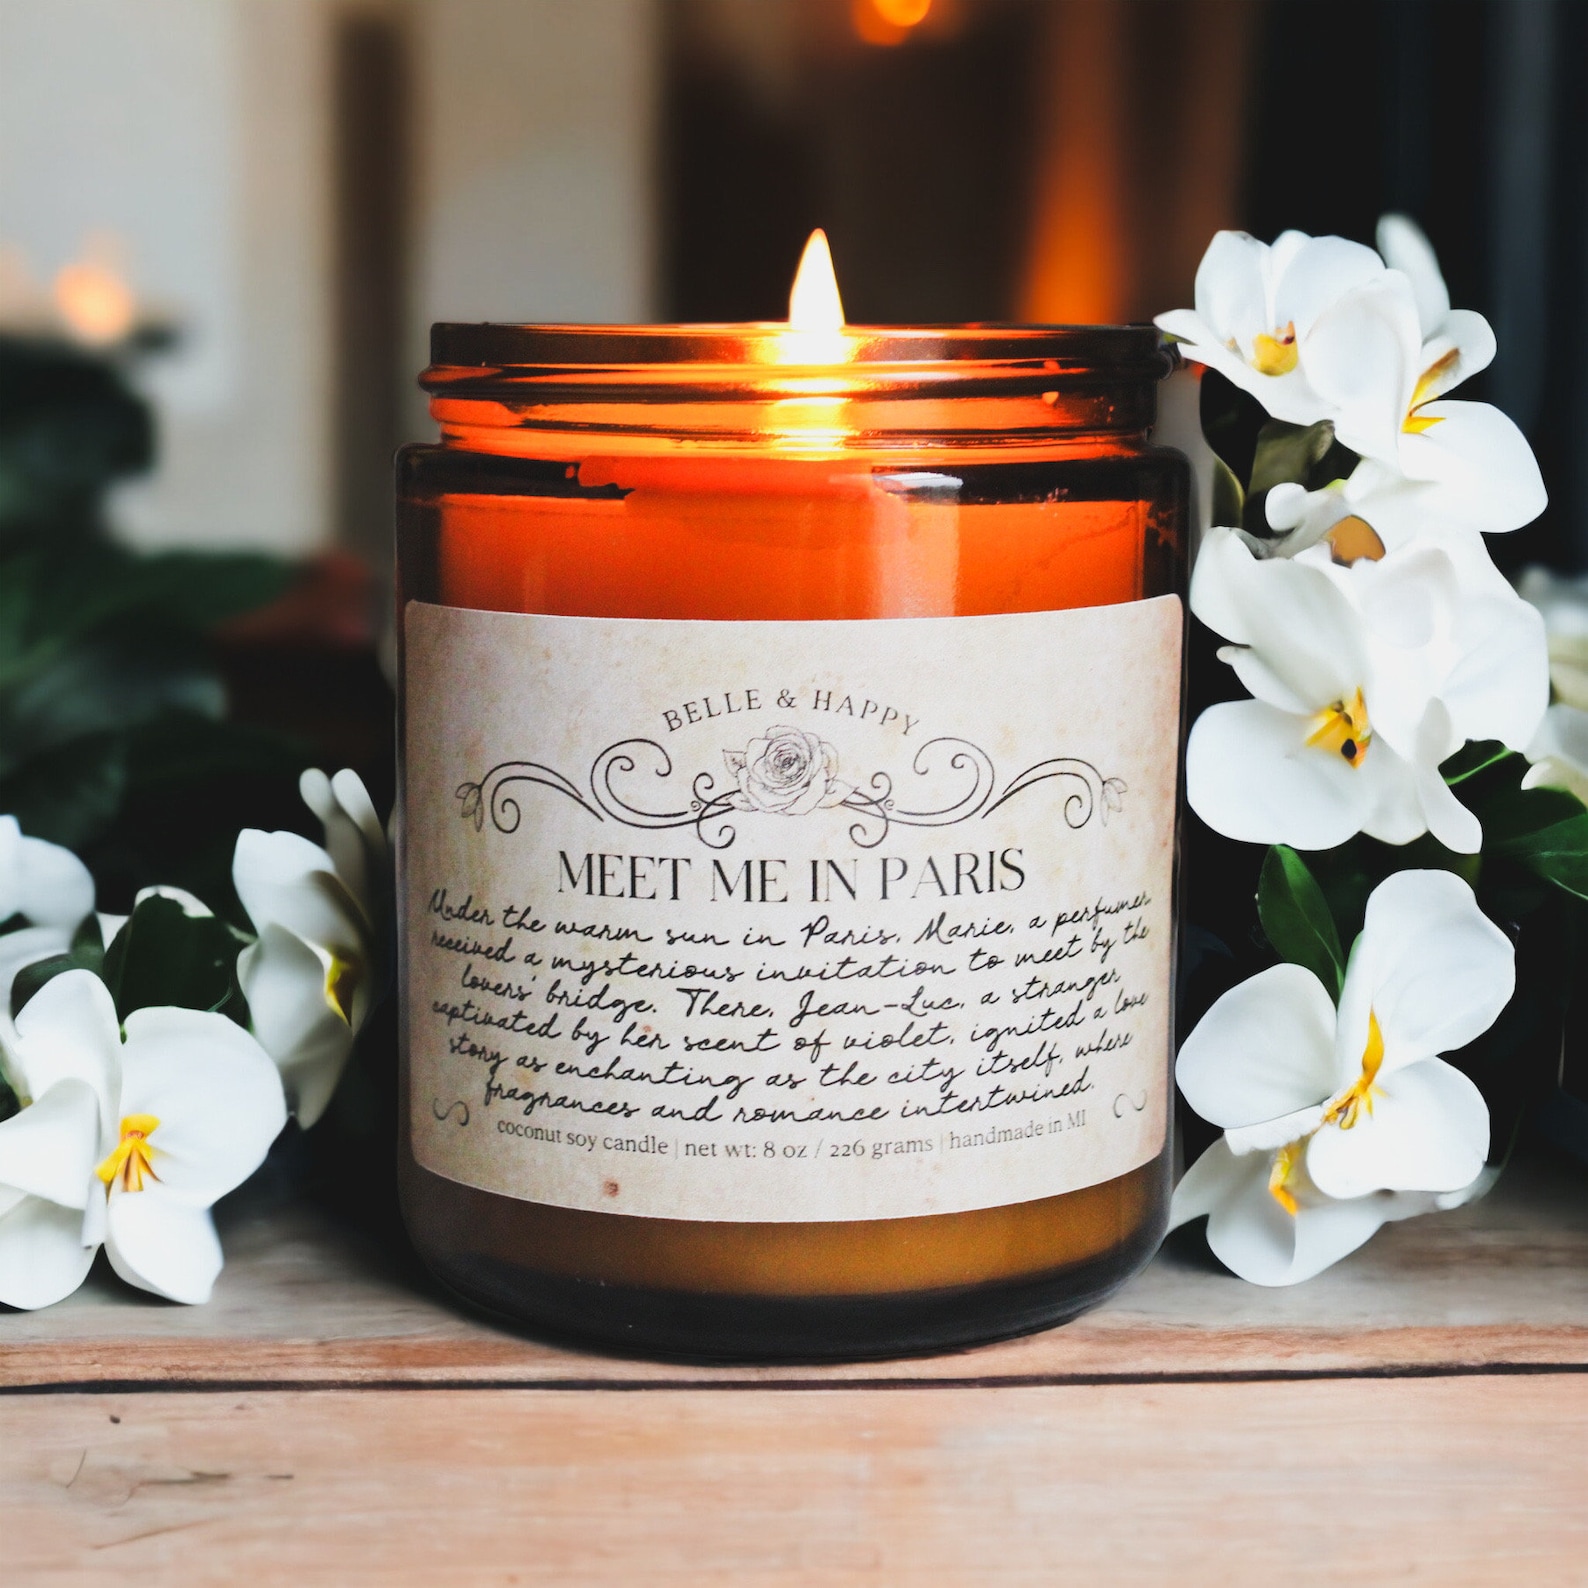 BELLE & HAPPY
MEET ME IN PARIS
Under the warm sun in Paris, Marie, a perfumer
received a mysterious invitation to meet by the
lovers' bridge. There, Jean-Luc, a stranger
captivated by her scent of violet, ignited a love
story as enchanting as the city itself, where
fragrances and romance intertwined.
coconut soy candle | net wt: 8 oz / 226 grams | handmade in MI